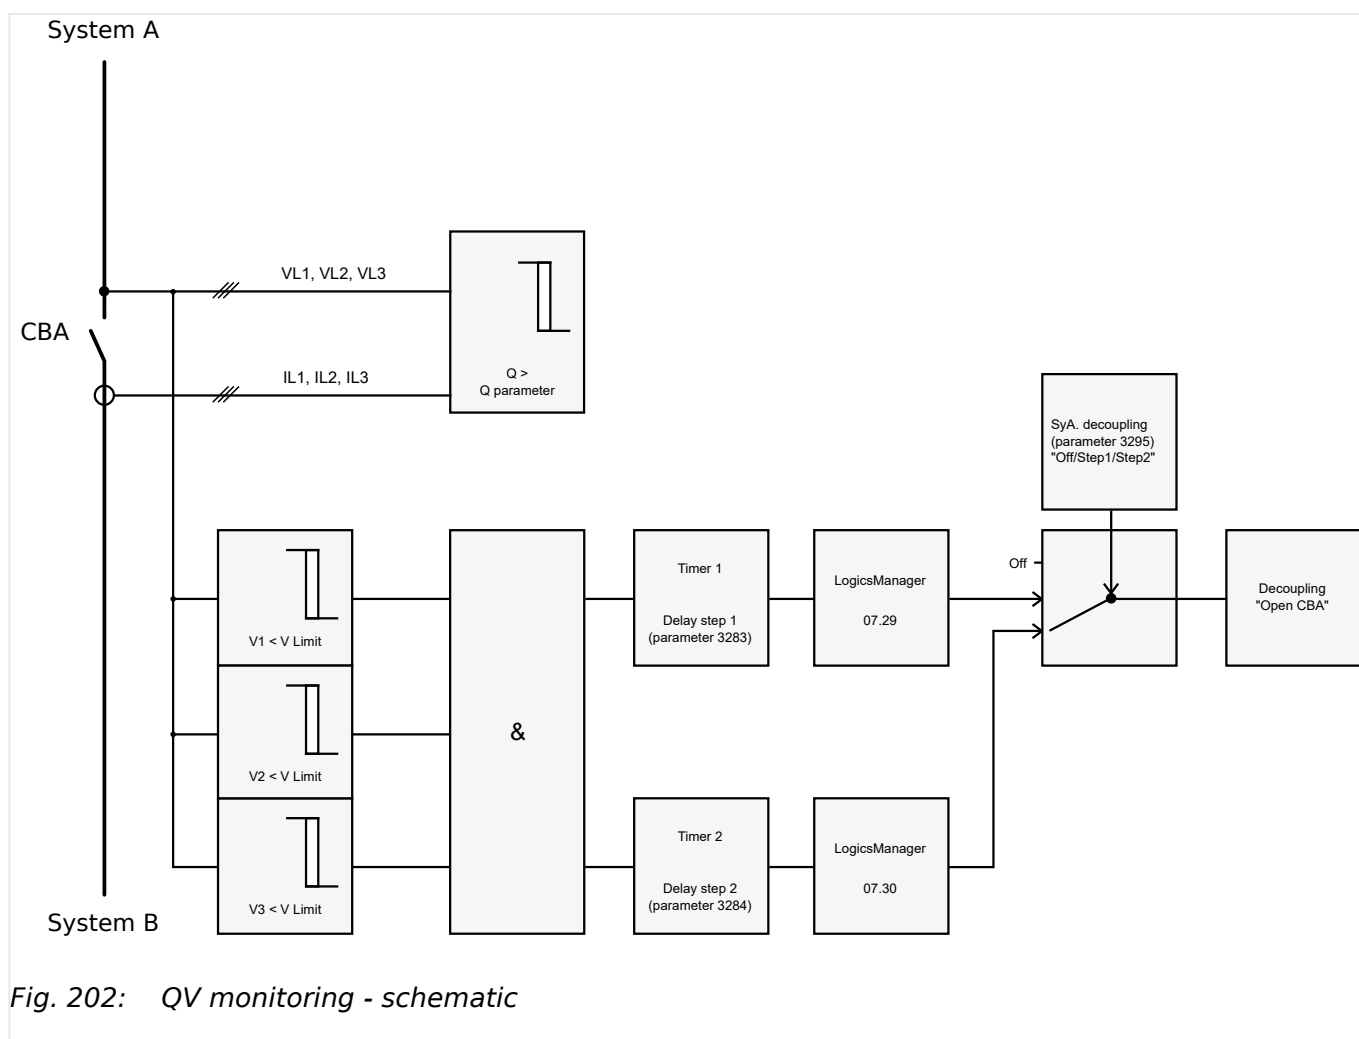 System A
VL1, VL2, VL3
CBA
IL1, IL2, IL3
Q >
Q parameter
SyA. decoupling
(parameter 3295)
"Off/Step1/Step2"
V1 < V Limit
V2 < V Limit
V3 < V Limit
&
Timer 1
Delay step 1
(parameter 3283)
LogicsManager
07.29
Off
Decoupling
"Open CBA"
Timer 2
Delay step 2
(parameter 3284)
LogicsManager
07.30
System B
Fig. 202: QV monitoring - schematic